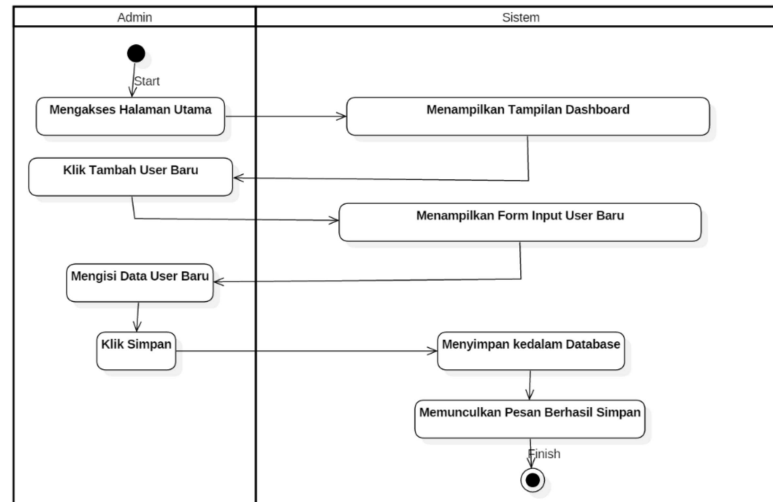 Admin
Sistem
Start
Mengakses Halaman Utama
Menampilkan Tampilan Dashboard
Klik Tambah User Baru
Menampilkan Form Input User Baru
Mengisi Data User Baru
Klik Simpan
Menyimpan kedalam Database
Memunculkan Pesan Berhasil Simpan
Finish